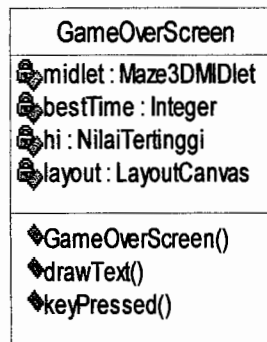 GameOverScreen
midlet : Maze3DMIDlet
bestTime : Integer
hi : NilaiTertinggi
layout : LayoutCanvas
GameOverScreen()
drawText()
keyPressed()